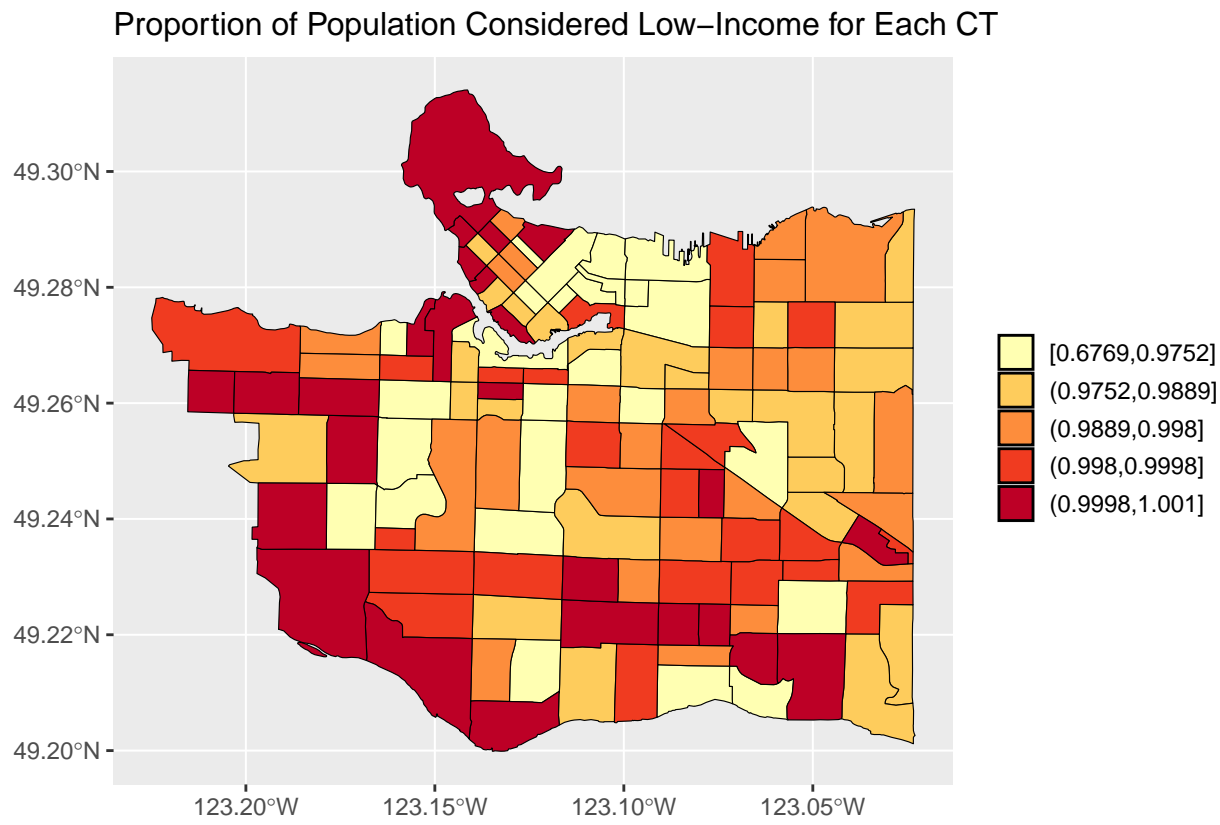 Proportion of Population Considered Low−Income for Each CT
49.30°N
49.28°N
49.26°N
49.24°N
49.22°N
49.20°N
123.20°W
123.15°W
123.10°W
123.05°W
[0.6769,0.9752]
(0.9752,0.9889]
(0.9889,0.998]
(0.998,0.9998]
(0.9998,1.001]